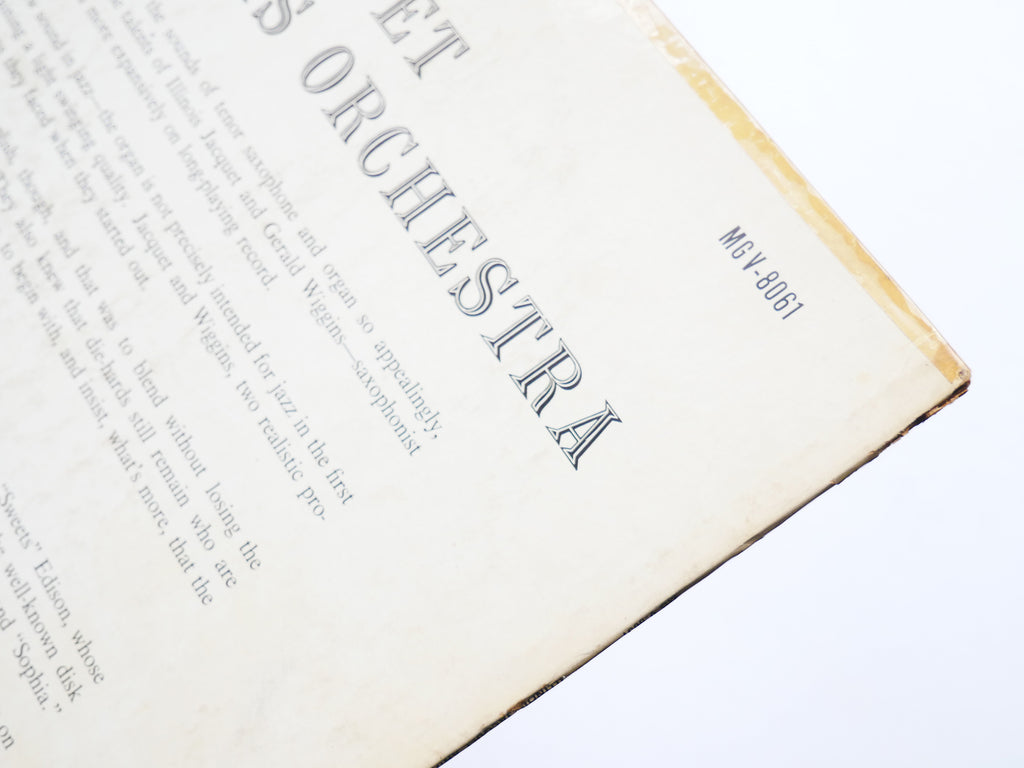 MGV-8061
ET
S ORCHESTRA
the sounds of tenor saxophone and organ so appealingly,
the talents of Illinois Jacquet and Gerald Wiggins—saxophonist
more expansively on long-playing record.
sound in jazz—the organ is not precisely intended for jazz in the first
a light swinging quality. Jacquet and Wiggins, two realistic pro-
they faced when they started out.
though, and that was to blend without losing the
They also knew that die-hards still remain who are
to begin with, and insist, what's more, that the
"Sweets" Edison, whose
well-known disk
"Sophia."
on